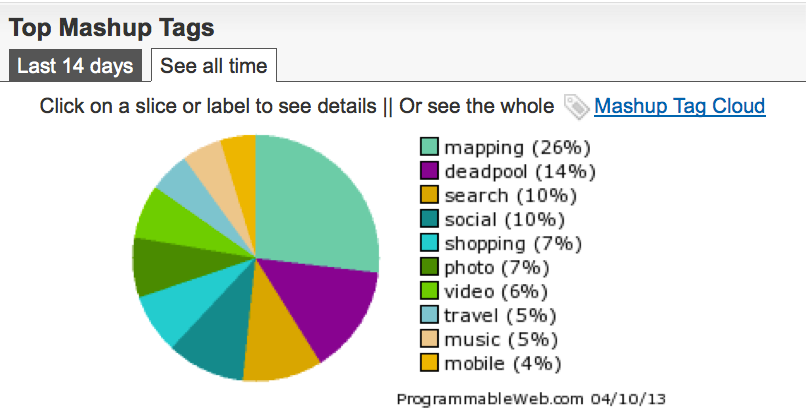 Top Mashup Tags
Last 14 days
See all time
Click on a slice or label to see details || Or see the whole Mashup Tag Cloud
mapping (26%)
deadpool (14%)
search (10%)
social (10%)
shopping (7%)
photo (7%)
video (6%)
travel (5%)
music (5%)
mobile (4%)
ProgrammableWeb.com 04/10/13